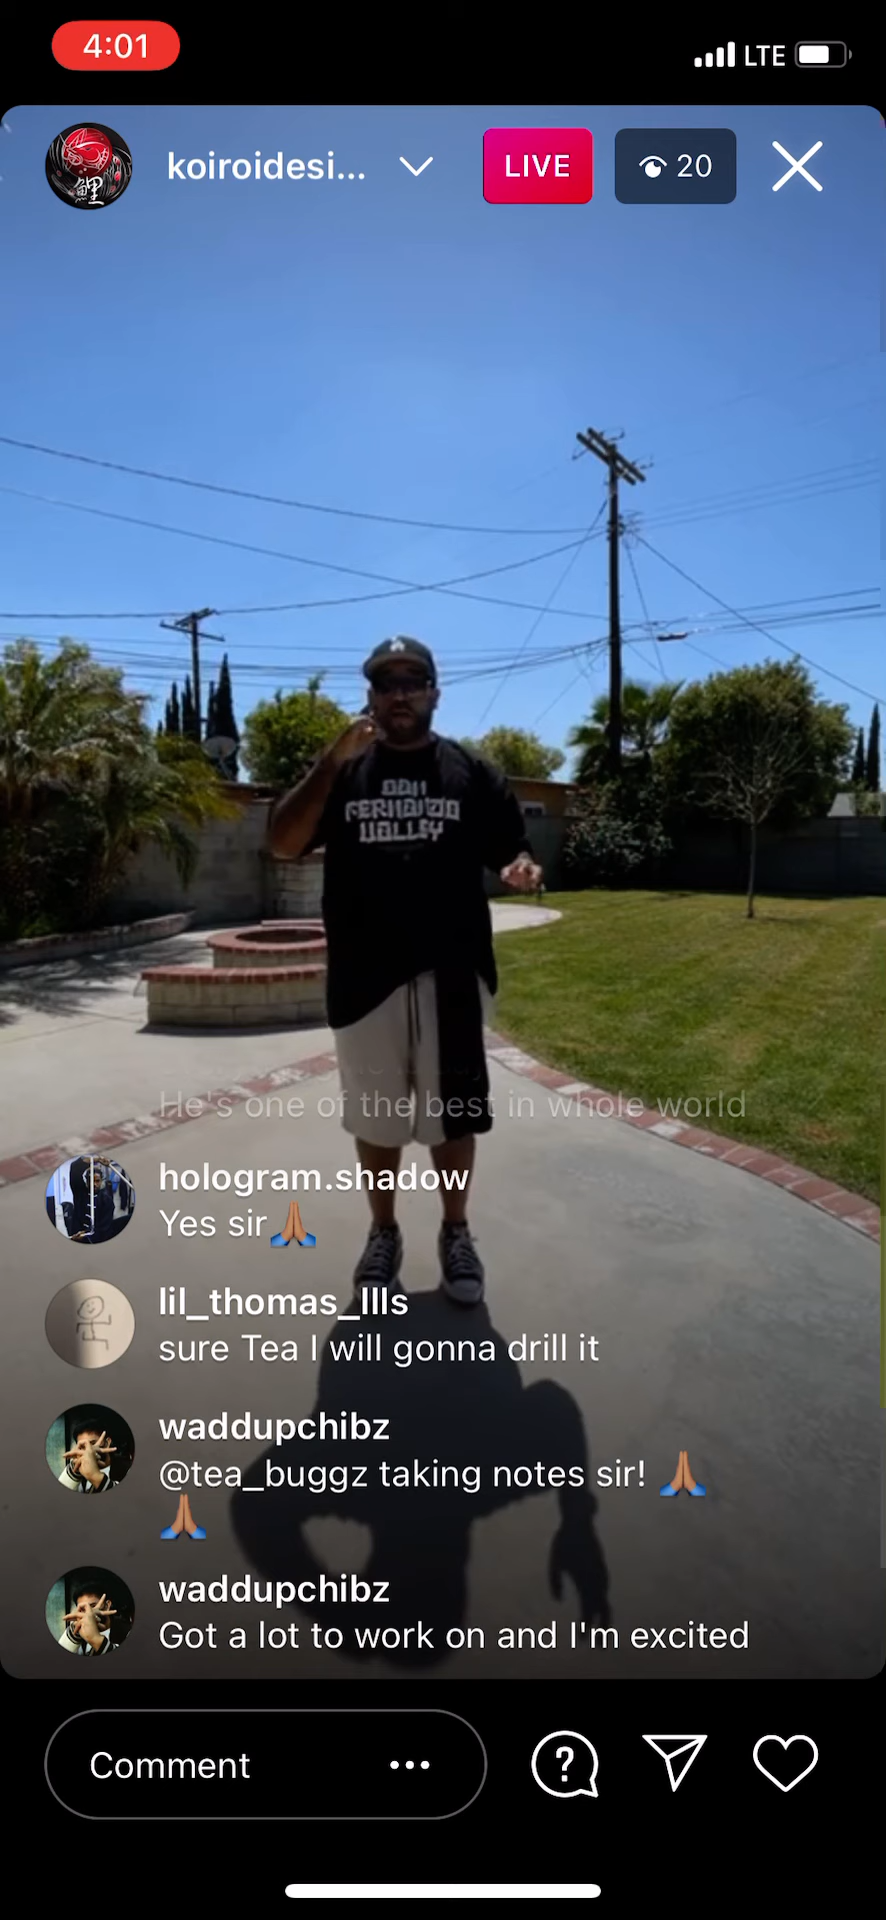 4:01
LTE
koiroidesi...
LIVE
20
鯉
SAN
FERNANDO
VALLEY
He's one of the best in whole world
hologram.shadow
Yes sir🙏🏽
lil_thomas_llls
sure Tea I will gonna drill it
waddupchibz
@tea_buggz taking notes sir! 🙏🏽
🙏🏽
waddupchibz
Got a lot to work on and I'm excited
Comment